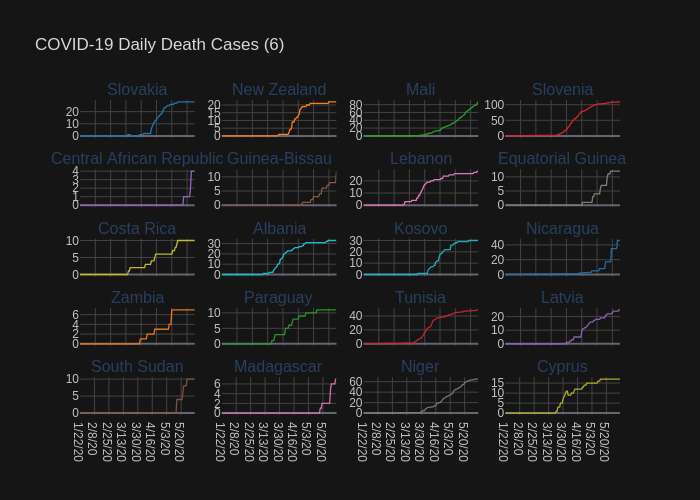 COVID-19 Daily Death Cases (6)
Slovakia New Zealand Mali Slovenia
20 10 0
20 15 10 5 0
80 60 40 20 0
100 50 0
Central African Republic Guinea-Bissau Lebanon Equatorial Guinea
4 3 2 1 0
10 5 0
20 10 0
10 5 0
Costa Rica Albania Kosovo Nicaragua
10 5 0
30 20 10 0
30 20 10 0
40 20 0
Zambia Paraguay Tunisia Latvia
6 4 2 0
10 5 0
40 20 0
20 10 0
South Sudan Madagascar Niger Cyprus
10 5 0
6 4 2 0
60 40 20 0
15 10 5 0
1/22/20 2/8/20 2/25/20 3/13/20 3/30/20 4/16/20 5/3/20 5/20/20
1/22/20 2/8/20 2/25/20 3/13/20 3/30/20 4/16/20 5/3/20 5/20/20
1/22/20 2/8/20 2/25/20 3/13/20 3/30/20 4/16/20 5/3/20 5/20/20
1/22/20 2/8/20 2/25/20 3/13/20 3/30/20 4/16/20 5/3/20 5/20/20